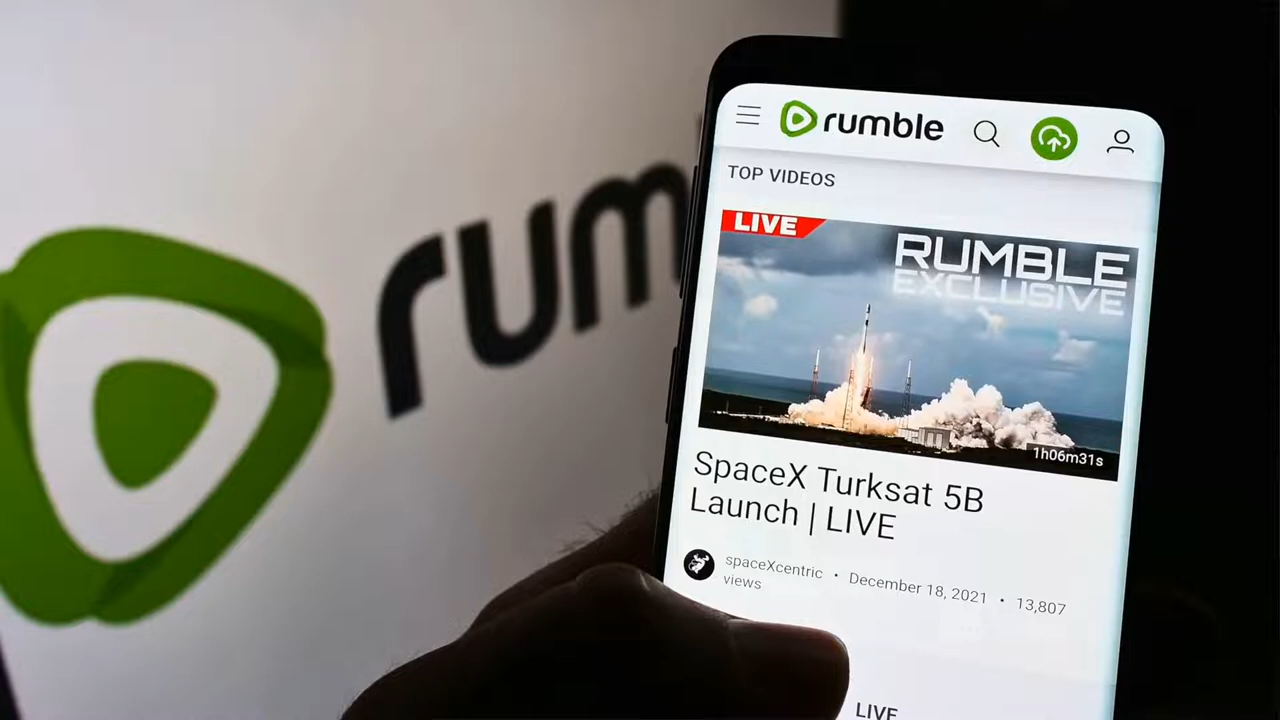 rum
rumble
TOP VIDEOS
LIVE
RUMBLE
EXCLUSIVE
1h06m31s
SpaceX Turksat 5B
Launch | LIVE
spaceXcentric • December 18, 2021 • 13,807
views
LIVE